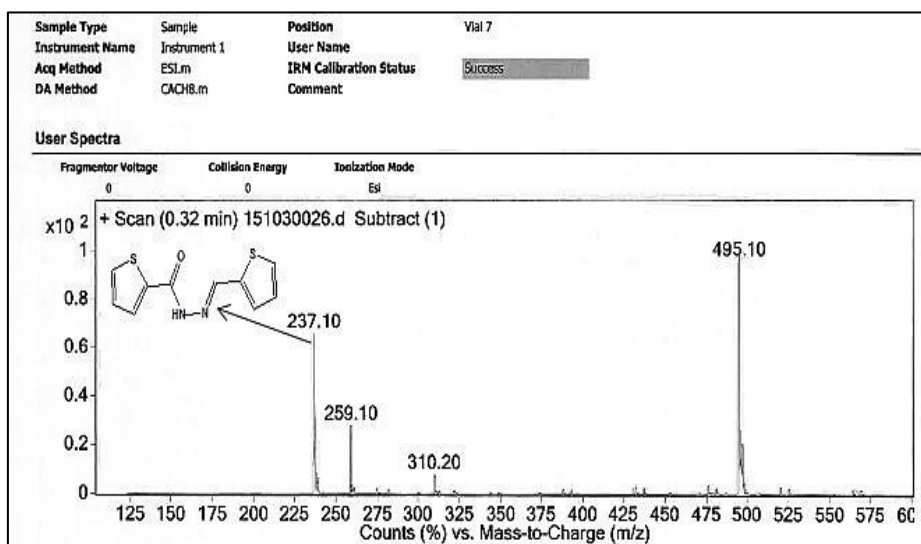 Sample Type Sample Position Vial 7
Instrument Name Instrument 1 User Name
Acq Method ESI.m IRM Calibration Status Success
DA Method CACHB.m Comment
User Spectra
Fragmentor Voltage Collision Energy Ionization Mode
0 0 Esi
x10 2 + Scan (0.32 min) 151030026.d Subtract (1)
1
0.8
0.6
0.4
0.2
0
S O S
HN N
237.10
259.10
310.20
495.10
125 150 175 200 225 250 275 300 325 350 375 400 425 450 475 500 525 550 575 60
Counts (%) vs. Mass-to-Charge (m/z)